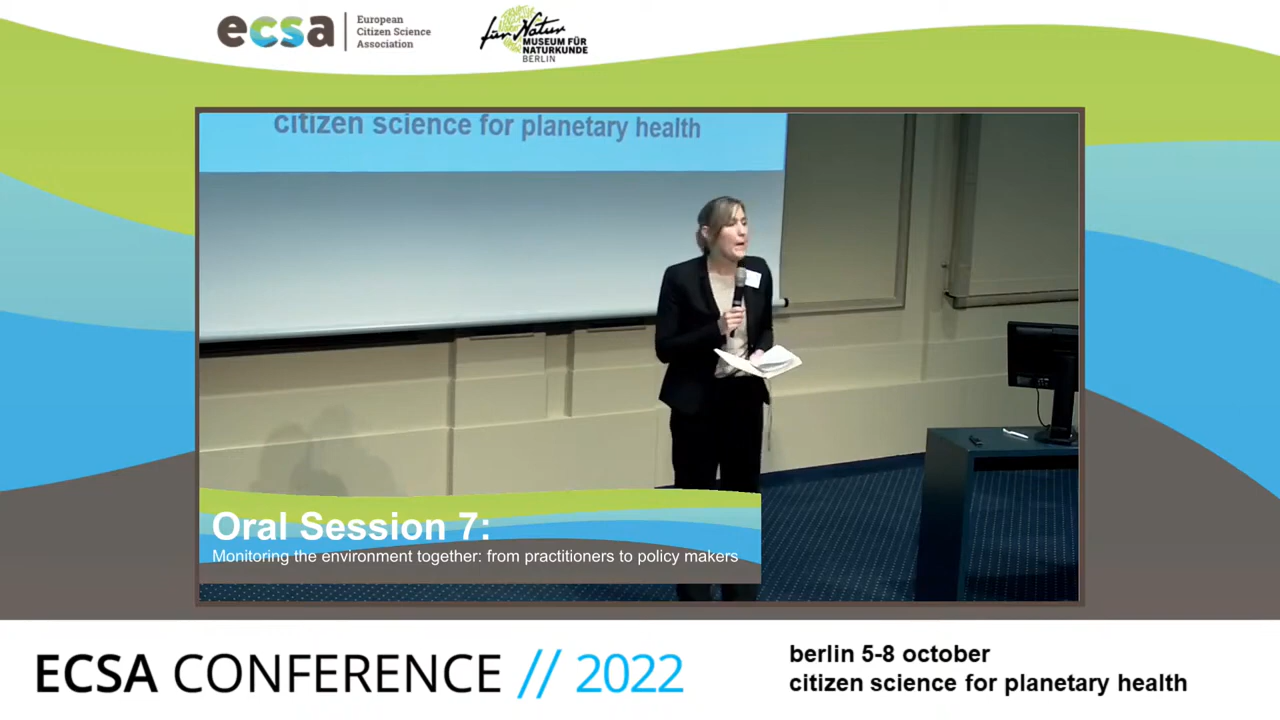 ecsa
European
Citizen Science
Association
für Natur
MUSEUM FÜR
NATURKUNDE
BERLIN
citizen science for planetary health
Oral Session 7:
Monitoring the environment together: from practitioners to policy makers
ECSA CONFERENCE // 2022
berlin 5-8 october
citizen science for planetary health